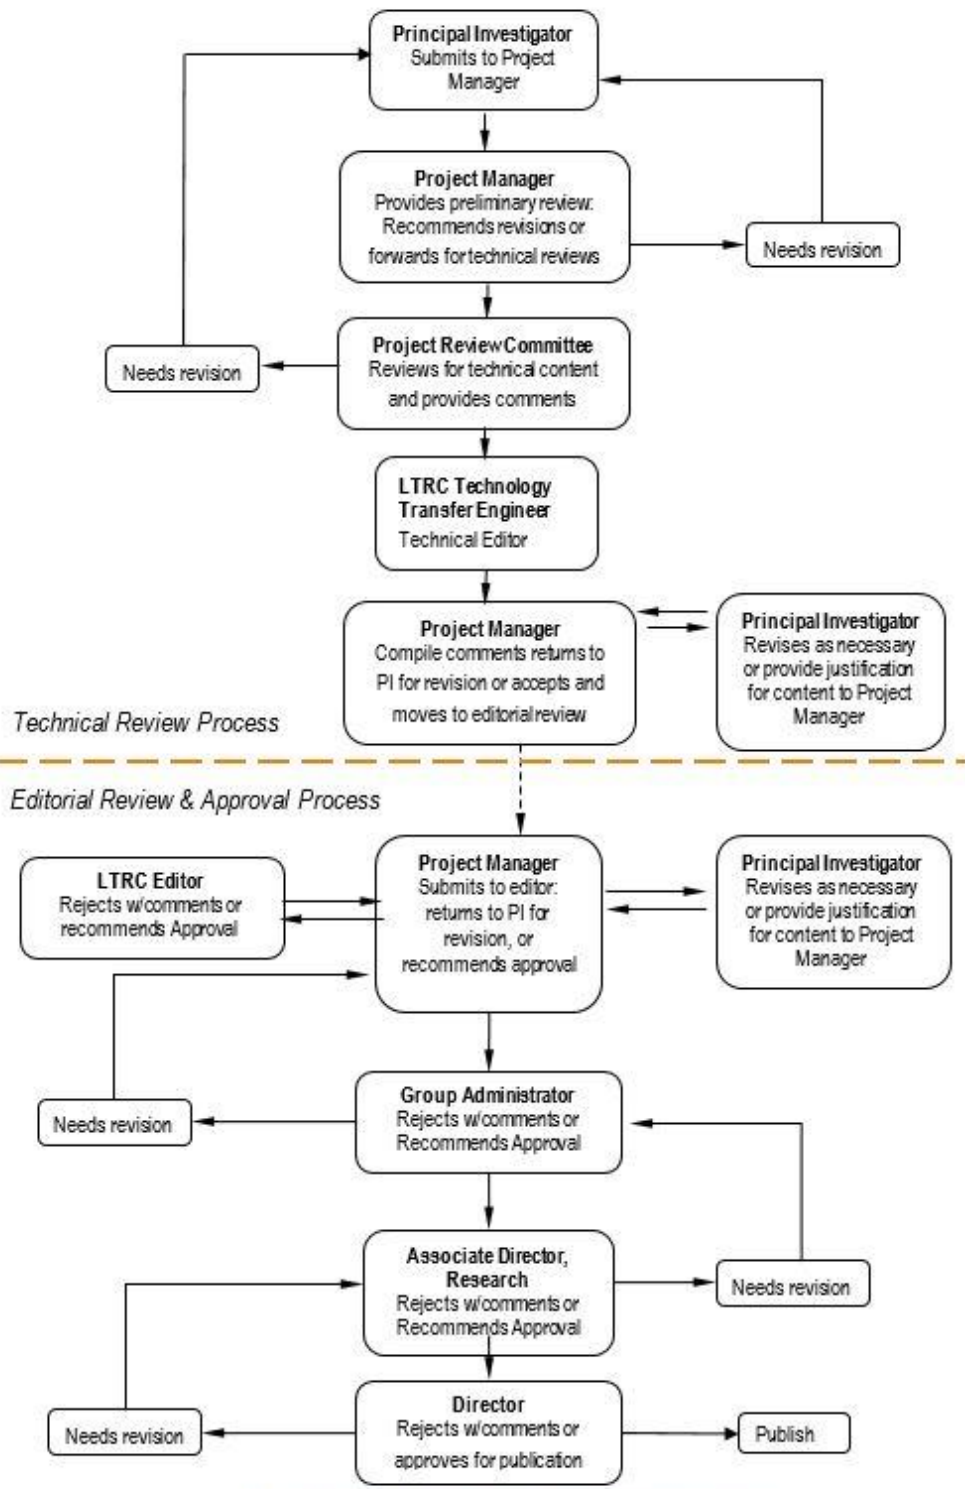 Principal Investigator
Submits to Project
Manager
Project Manager
Provides preliminary review:
Recommends revisions or
forwards for technical reviews
Needs revision
Project Review Committee
Reviews for technical content
and provides comments
Needs revision
LTRC Technology
Transfer Engineer
Technical Editor
Project Manager
Compile comments returns to
PI for revision or accepts and
moves to editorial review
Principal Investigator
Revises as necessary
or provide justification
for content to Project
Manager
Technical Review Process
Editorial Review & Approval Process
LTRC Editor
Rejects w/comments or
recommends Approval
Project Manager
Submits to editor:
returns to PI for
revision, or
recommends approval
Principal Investigator
Revises as necessary
or provide justification
for content to Project
Manager
Group Administrator
Rejects w/comments or
Recommends Approval
Needs revision
Associate Director,
Research
Rejects w/comments or
Recommends Approval
Needs revision
Director
Rejects w/comments or
approves for publication
Needs revision
Publish